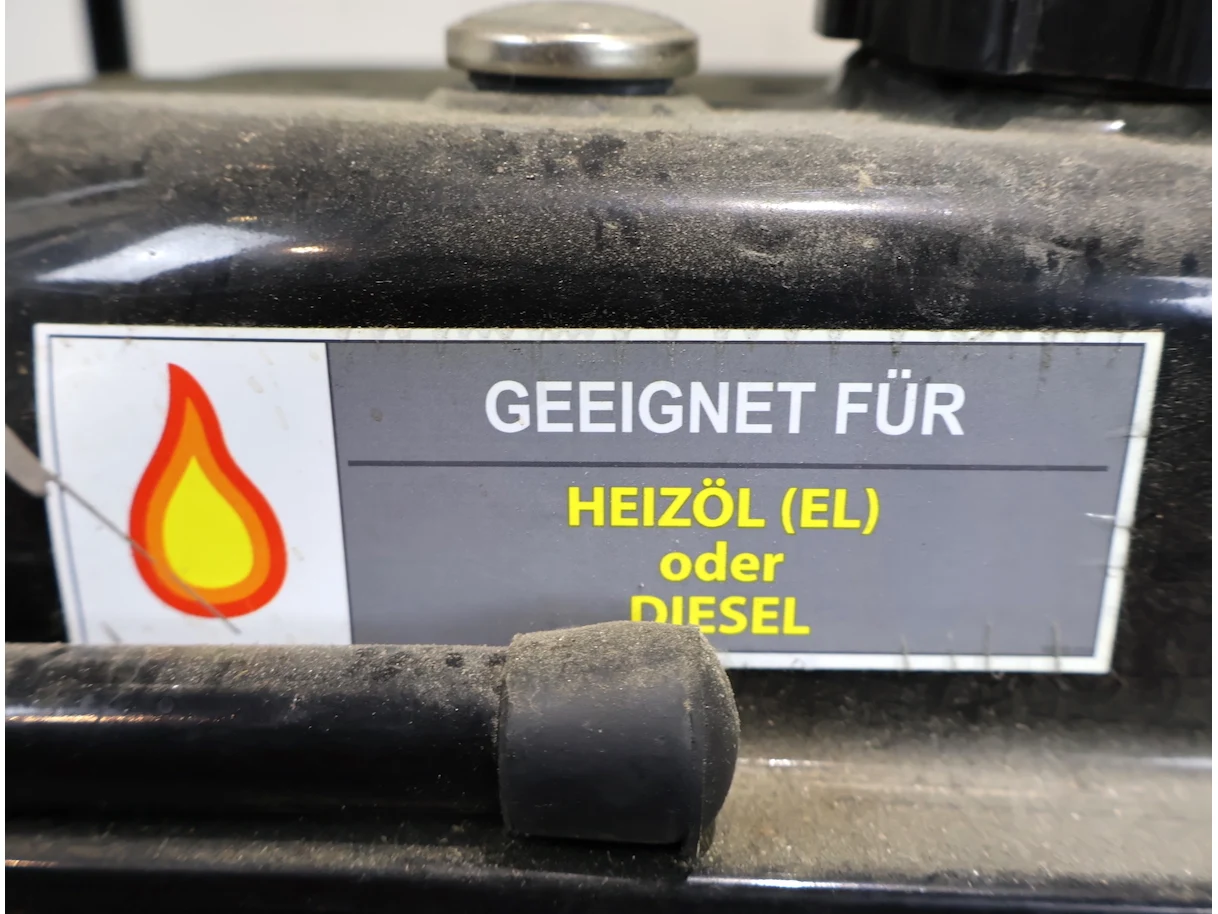 GEEIGNET FÜR
HEIZÖL (EL)
oder
DIESEL